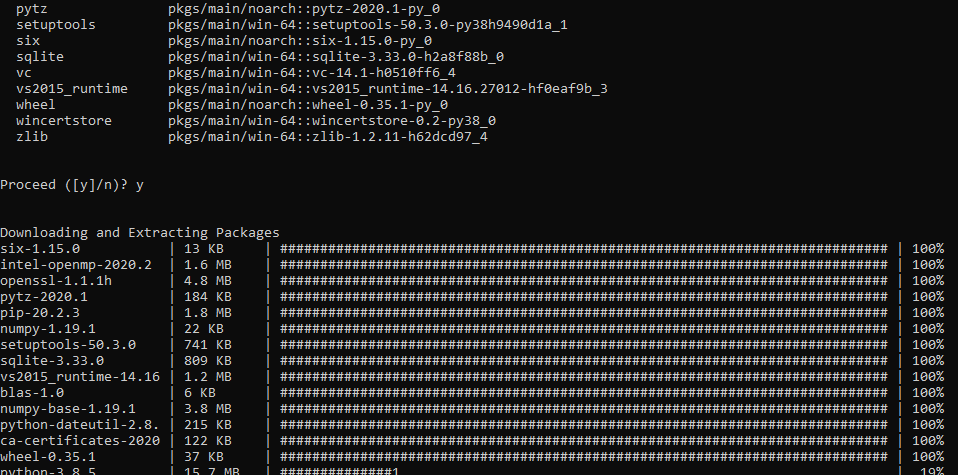 pytz               pkgs/main/noarch::pytz-2020.1-py_0
setuptools         pkgs/main/win-64::setuptools-50.3.0-py38h9490d1a_1
six                pkgs/main/noarch::six-1.15.0-py_0
sqlite             pkgs/main/win-64::sqlite-3.33.0-h2a8f88b_0
vc                 pkgs/main/win-64::vc-14.1-h0510ff6_4
vs2015_runtime     pkgs/main/win-64::vs2015_runtime-14.16.27012-hf0eaf9b_3
wheel              pkgs/main/noarch::wheel-0.35.1-py_0
wincertstore       pkgs/main/win-64::wincertstore-0.2-py38_0
zlib               pkgs/main/win-64::zlib-1.2.11-h62dcd97_4
Proceed ([y]/n)? y
Downloading and Extracting Packages
six-1.15.0           | 13 KB     | ############################################################################ | 100%
intel-openmp-2020.2  | 1.6 MB    | ############################################################################ | 100%
openssl-1.1.1h       | 4.8 MB    | ############################################################################ | 100%
pytz-2020.1          | 184 KB    | ############################################################################ | 100%
pip-20.2.3           | 1.8 MB    | ############################################################################ | 100%
numpy-1.19.1         | 22 KB     | ############################################################################ | 100%
setuptools-50.3.0    | 741 KB    | ############################################################################ | 100%
sqlite-3.33.0        | 809 KB    | ############################################################################ | 100%
vs2015_runtime-14.16 | 1.2 MB    | ############################################################################ | 100%
blas-1.0             | 6 KB      | ############################################################################ | 100%
numpy-base-1.19.1    | 3.8 MB    | ############################################################################ | 100%
python-dateutil-2.8. | 215 KB    | ############################################################################ | 100%
ca-certificates-2020 | 122 KB    | ############################################################################ | 100%
wheel-0.35.1         | 37 KB     | ############################################################################ | 100%
python-3.8.5         | 15.7 MB   | ##############1                                                              |  19%